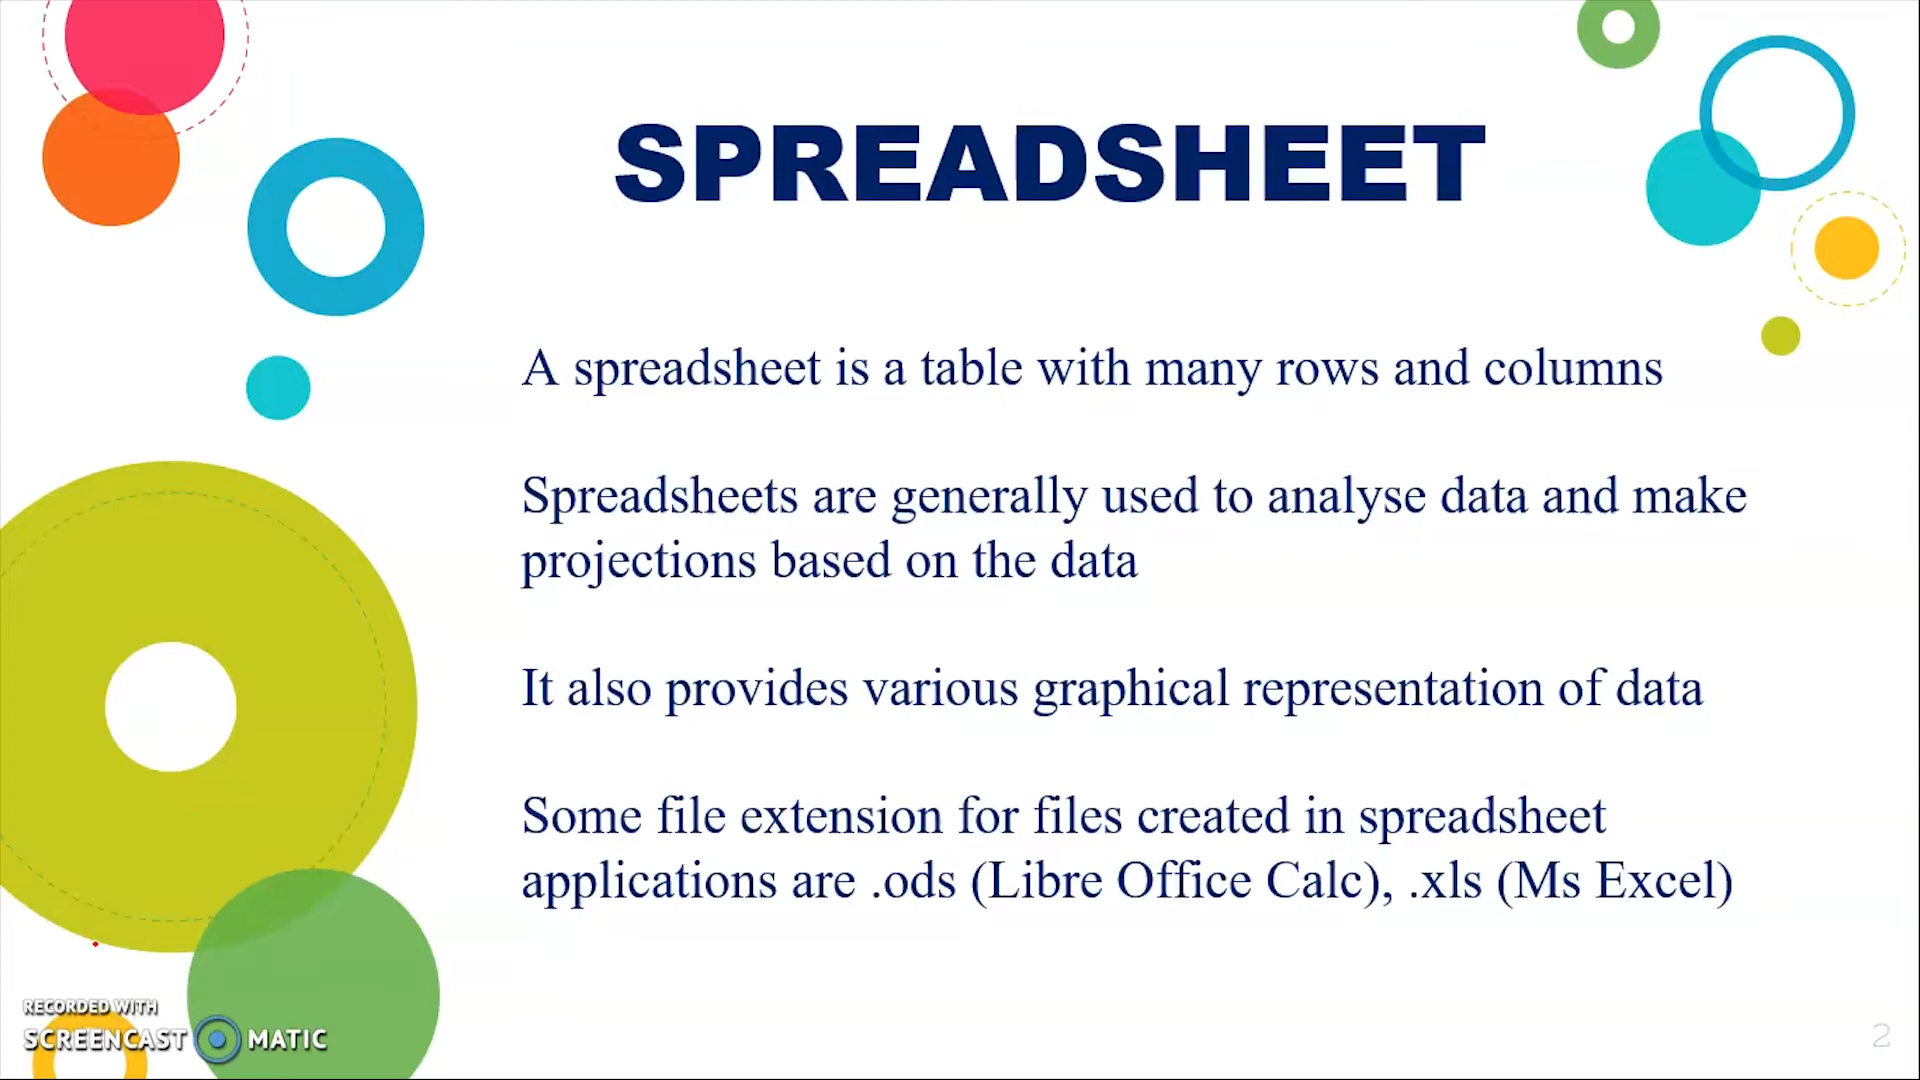 SPREADSHEET
A spreadsheet is a table with many rows and columns
Spreadsheets are generally used to analyse data and make
projections based on the data
It also provides various graphical representation of data
Some file extension for files created in spreadsheet
applications are .ods (Libre Office Calc), .xls (Ms Excel)
RECORDED WITH
SCREENCAST MATIC
2